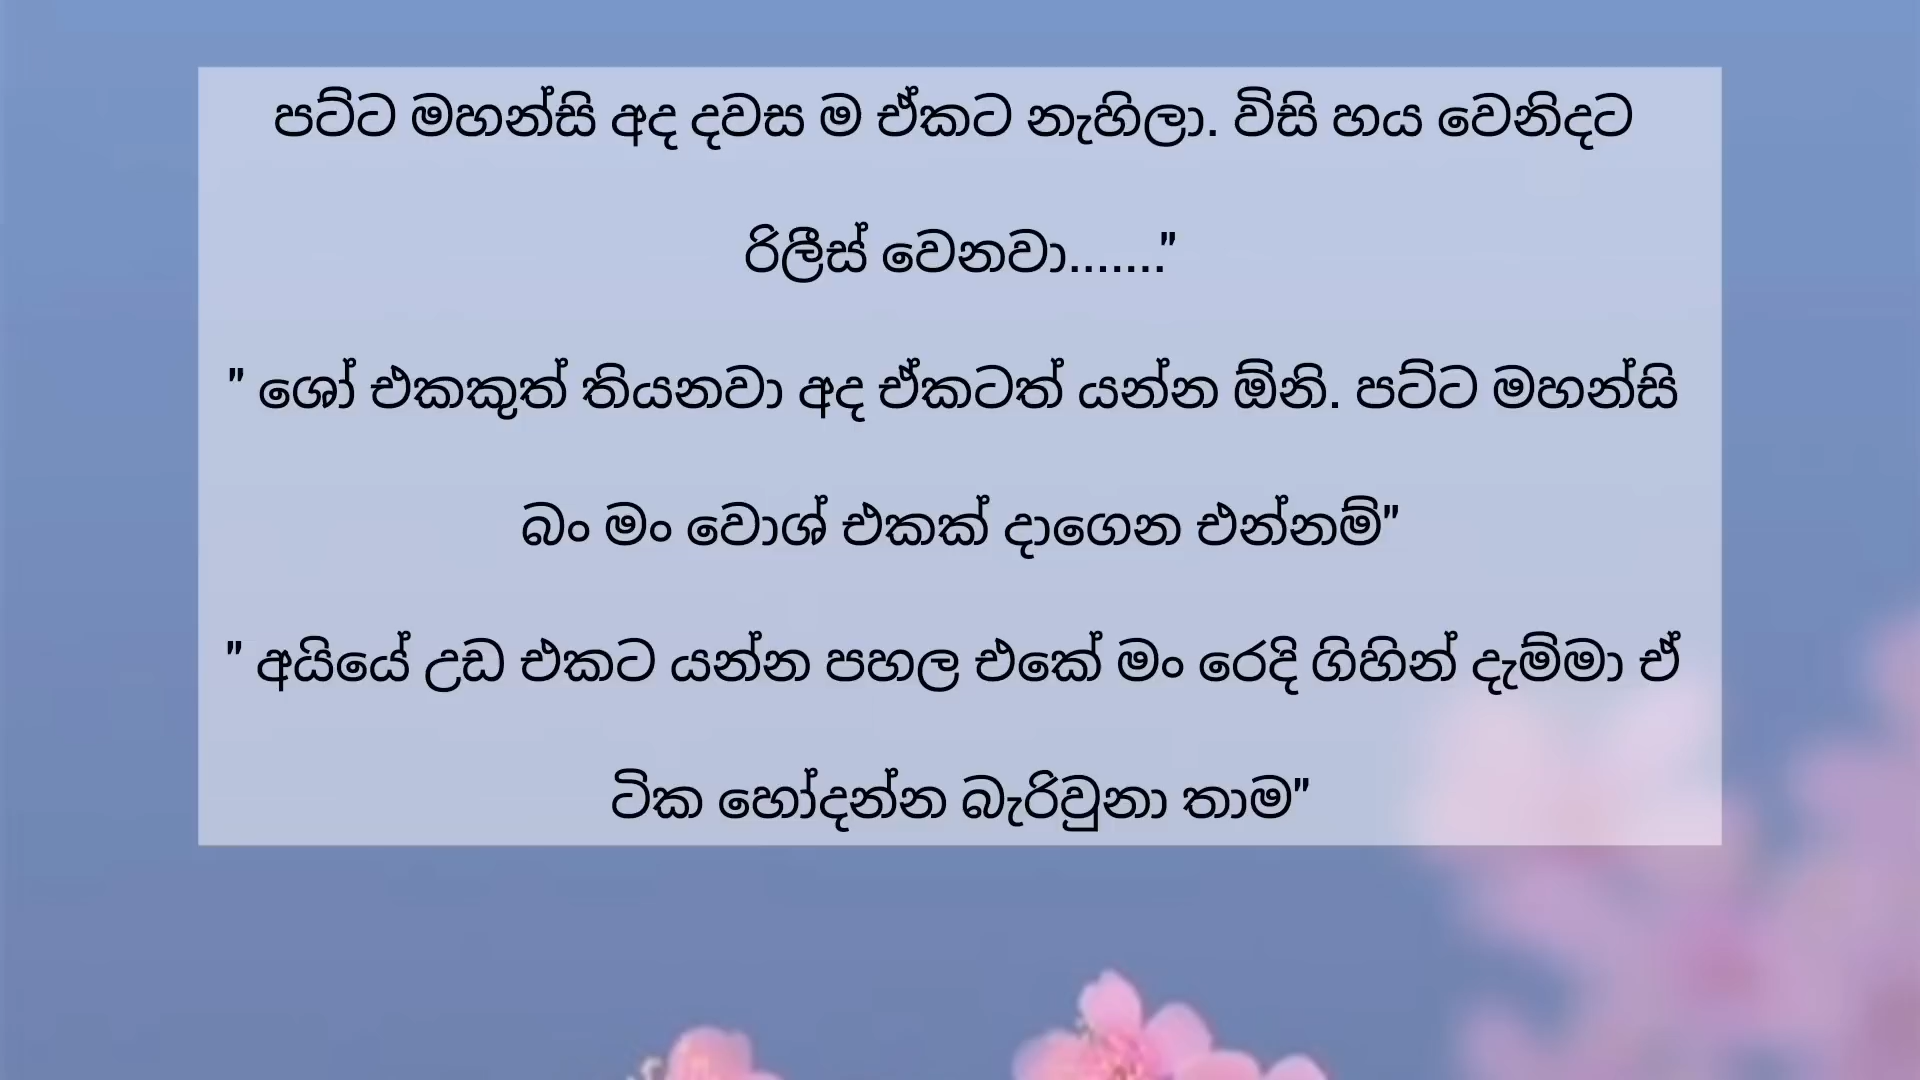 පට්ට මහන්සි අද දවස ම ඒකට නැහිලා. විසි හය වෙනිදට
රිලීස් වෙනවා......."
" ශෝ එකකුත් තියනවා අද ඒකටත් යන්න ඕනි. පට්ට මහන්සි
බං මං වොශ් එකක් දාගෙන එන්නම්"
" අයියේ උඩ එකට යන්න පහල එකේ මං රෙදි ගිහින් දැම්මා ඒ
ටික හෝදන්න බැරිවුනා තාම"